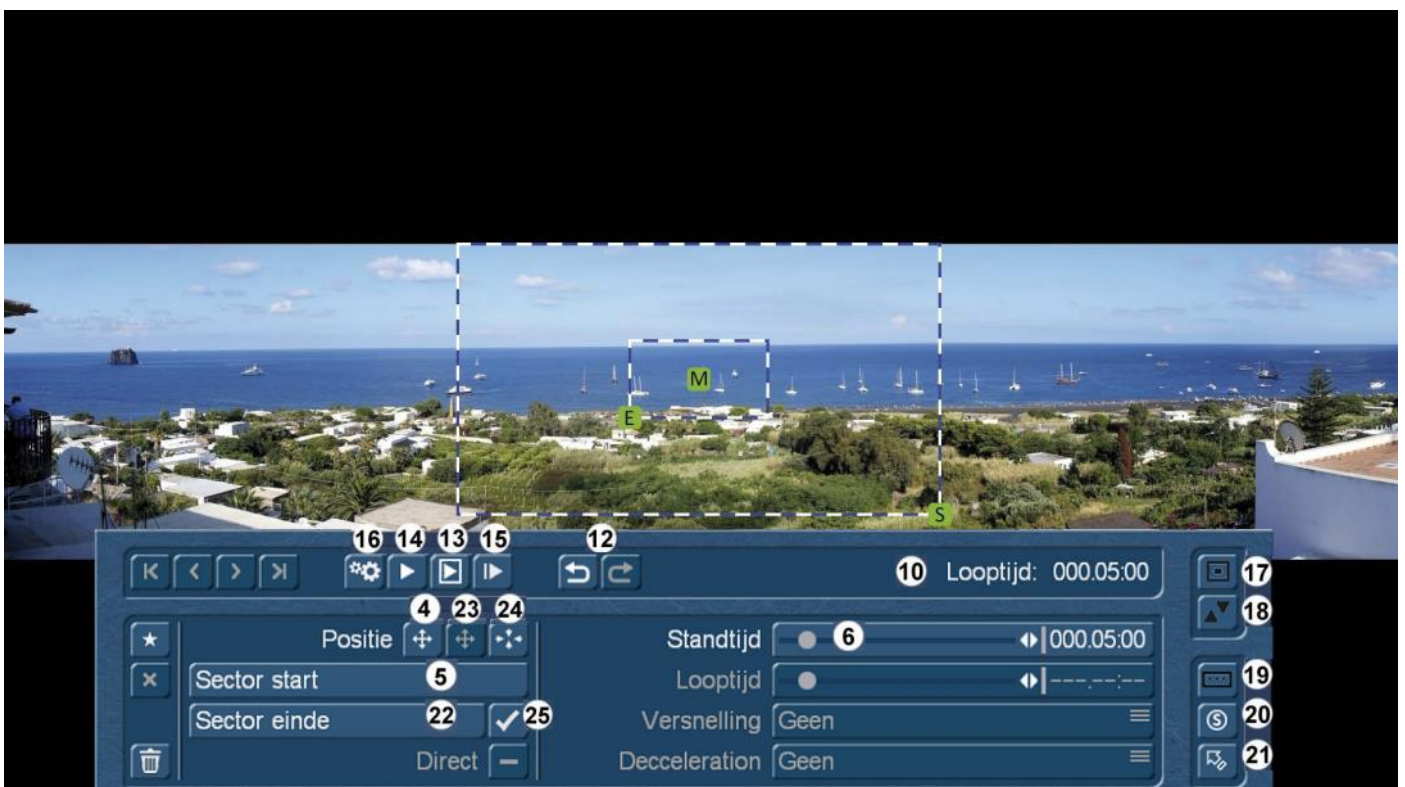 M
E
S
16 14 13 15 12
10 Looptijd: 000.05:00 17
18
4 23 24
Positie Standtijd 6 000.05:00
Sector start 5 Looptijd ---.--:-- 19
Sector einde 22 25 Versnelling Geen S 20
Direct Decceleration Geen 21